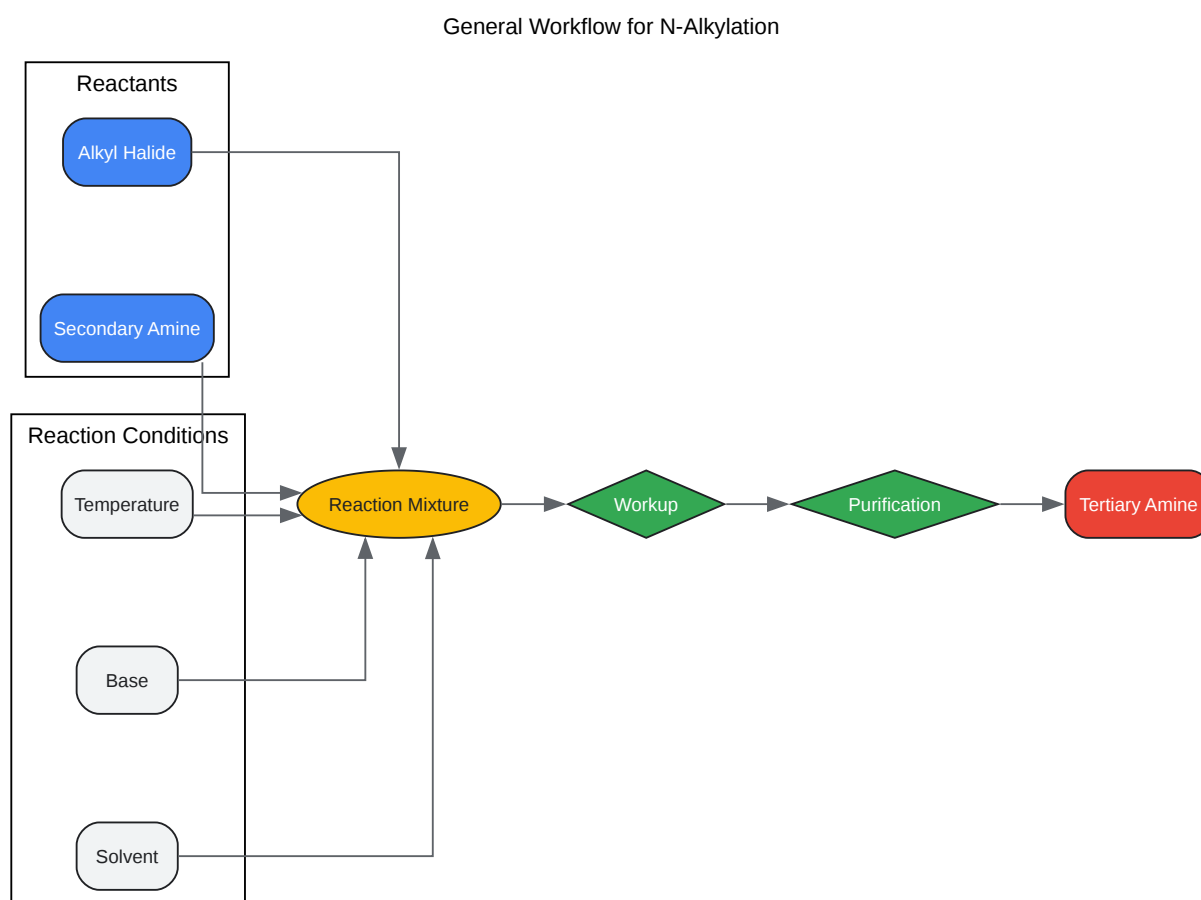 General Workflow for N-Alkylation
Reactants
Alkyl Halide
Secondary Amine
Reaction Conditions
Temperature
Reaction Mixture
Workup
Purification
Tertiary Amine
Base
Solvent